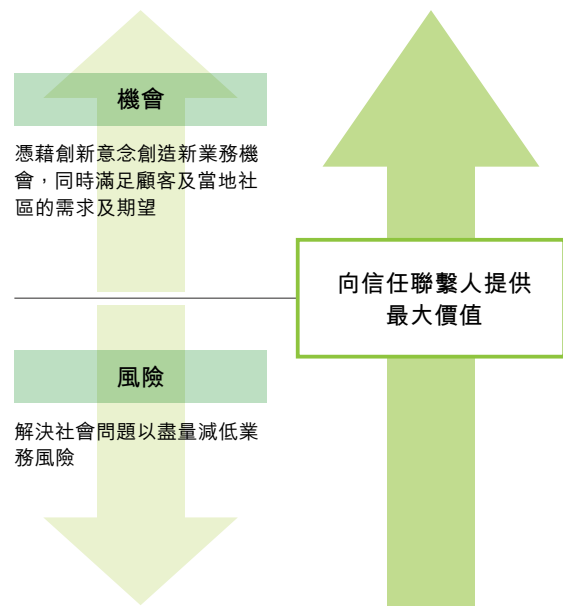 機會
憑藉創新意念創造新業務機
會，同時滿足顧客及當地社
區的需求及期望
向信任聯繫人提供
最大價值
風險
解決社會問題以盡量減低業
務風險